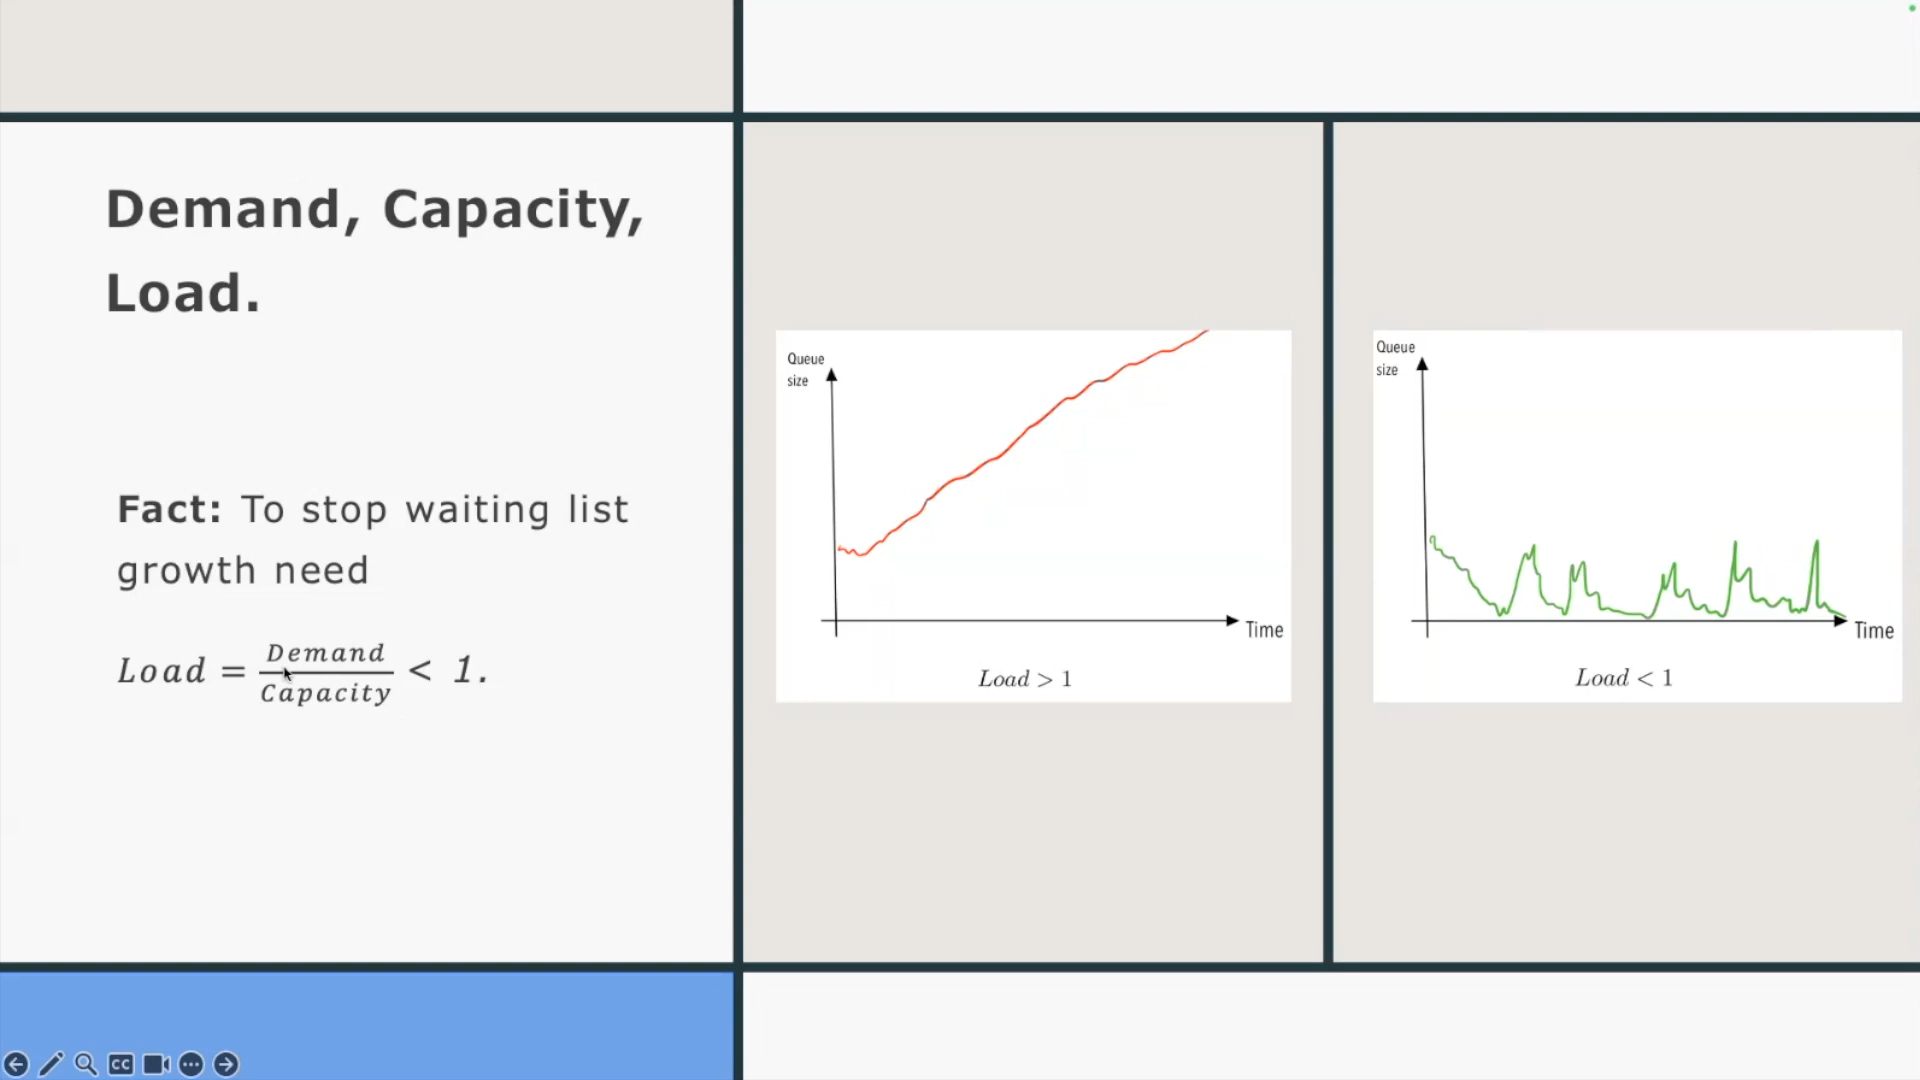 Demand, Capacity,
Load.
Fact: To stop waiting list
growth need
Load = Demand/Capacity < 1.
Queue
size
Time
Load > 1
Queue
size
Time
Load < 1
CC